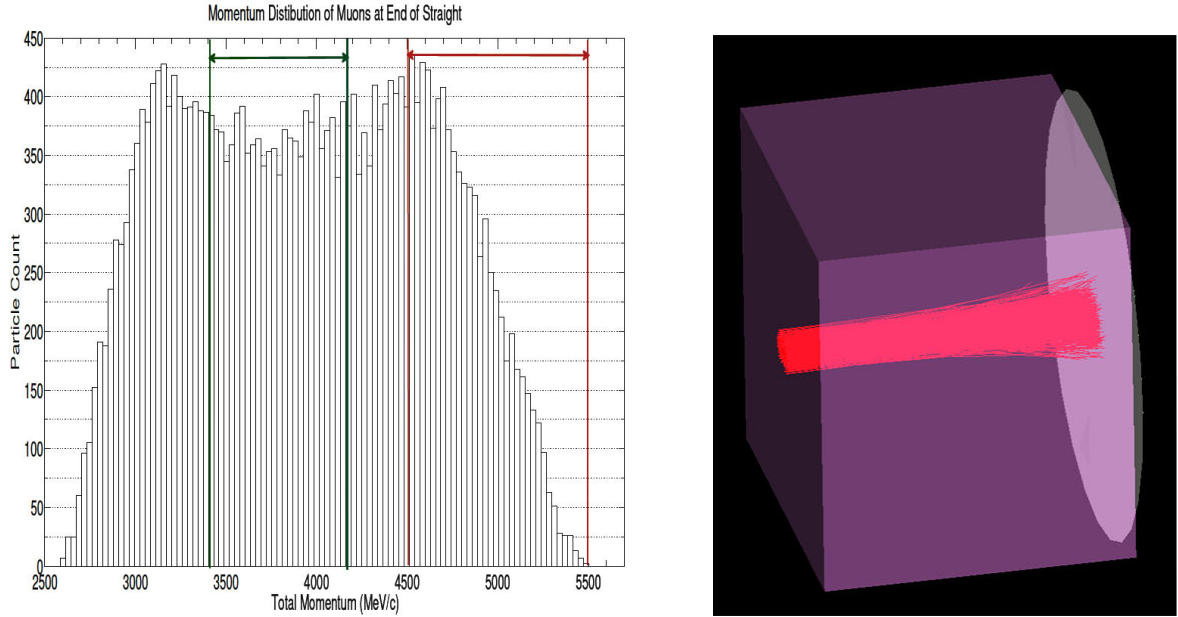 Momentum Distibution of Muons at End of Straight
450
400
350
300
250
200
150
100
50
0
Particle Count
2500 3000 3500 4000 4500 5000 5500
Total Momentum (MeV/c)